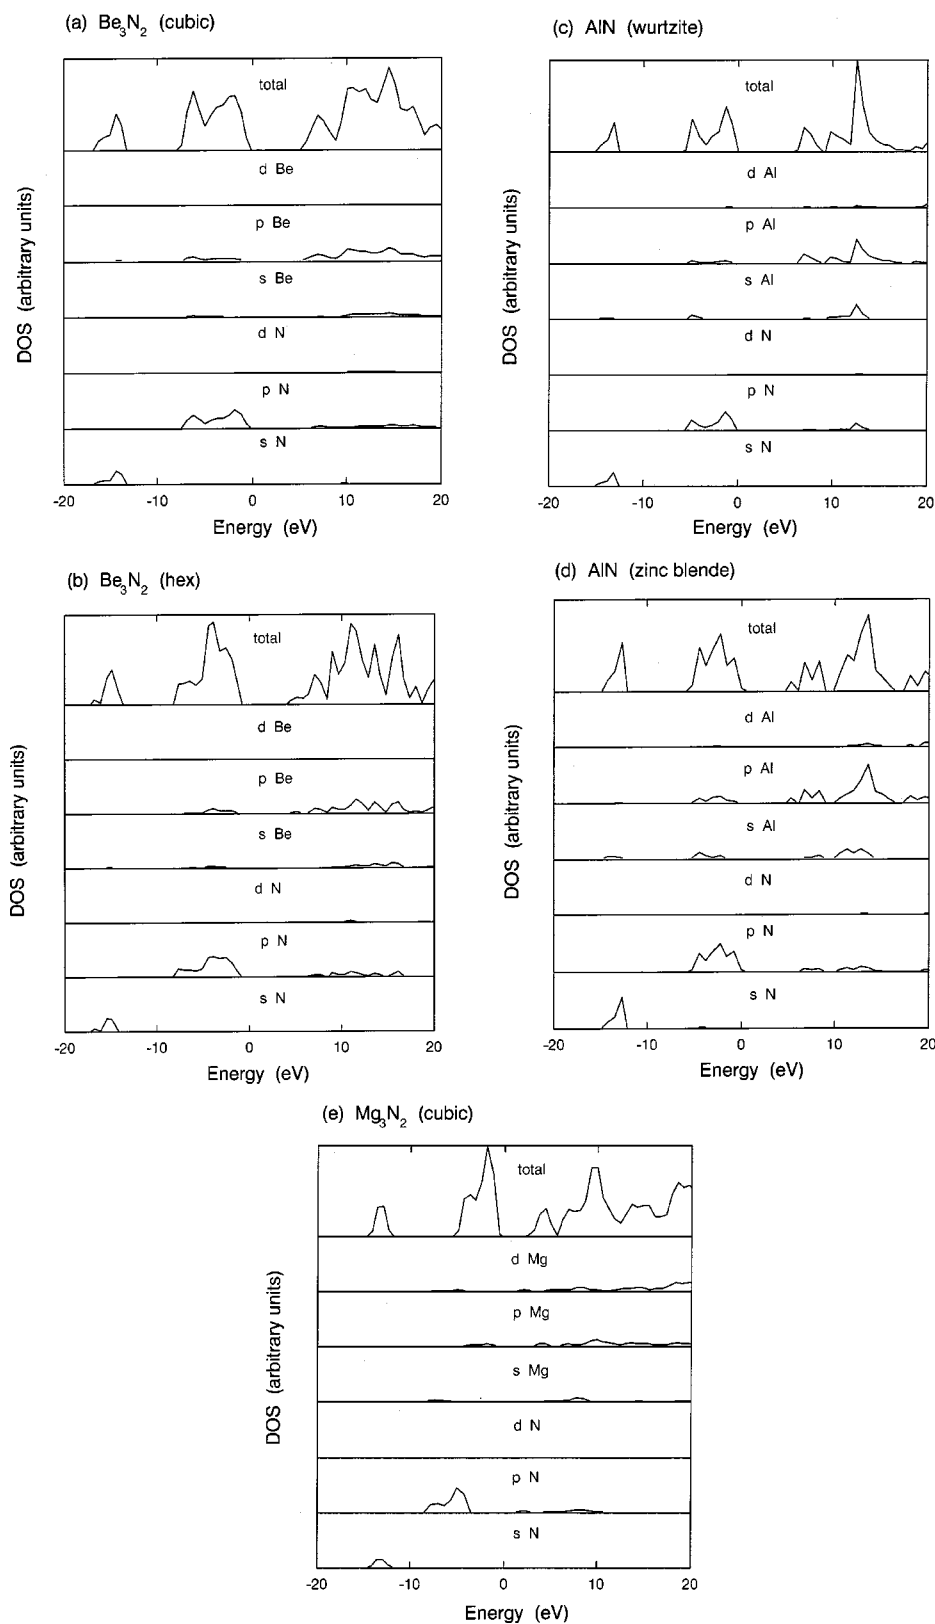 (a) Be3N2 (cubic)
total
d Be
p Be
s Be
d N
p N
s N
DOS (arbitrary units)
-20 -10 0 10 20
Energy (eV)
(c) AlN (wurtzite)
total
d Al
p Al
s Al
d N
p N
s N
DOS (arbitrary units)
-20 -10 0 10 20
Energy (eV)
(b) Be3N2 (hex)
total
d Be
p Be
s Be
d N
p N
s N
DOS (arbitrary units)
-20 -10 0 10 20
Energy (eV)
(d) AlN (zinc blende)
total
d Al
p Al
s Al
d N
p N
s N
DOS (arbitrary units)
-20 -10 0 10 20
Energy (eV)
(e) Mg3N2 (cubic)
total
d Mg
p Mg
s Mg
d N
p N
s N
DOS (arbitrary units)
-20 -10 0 10 20
Energy (eV)